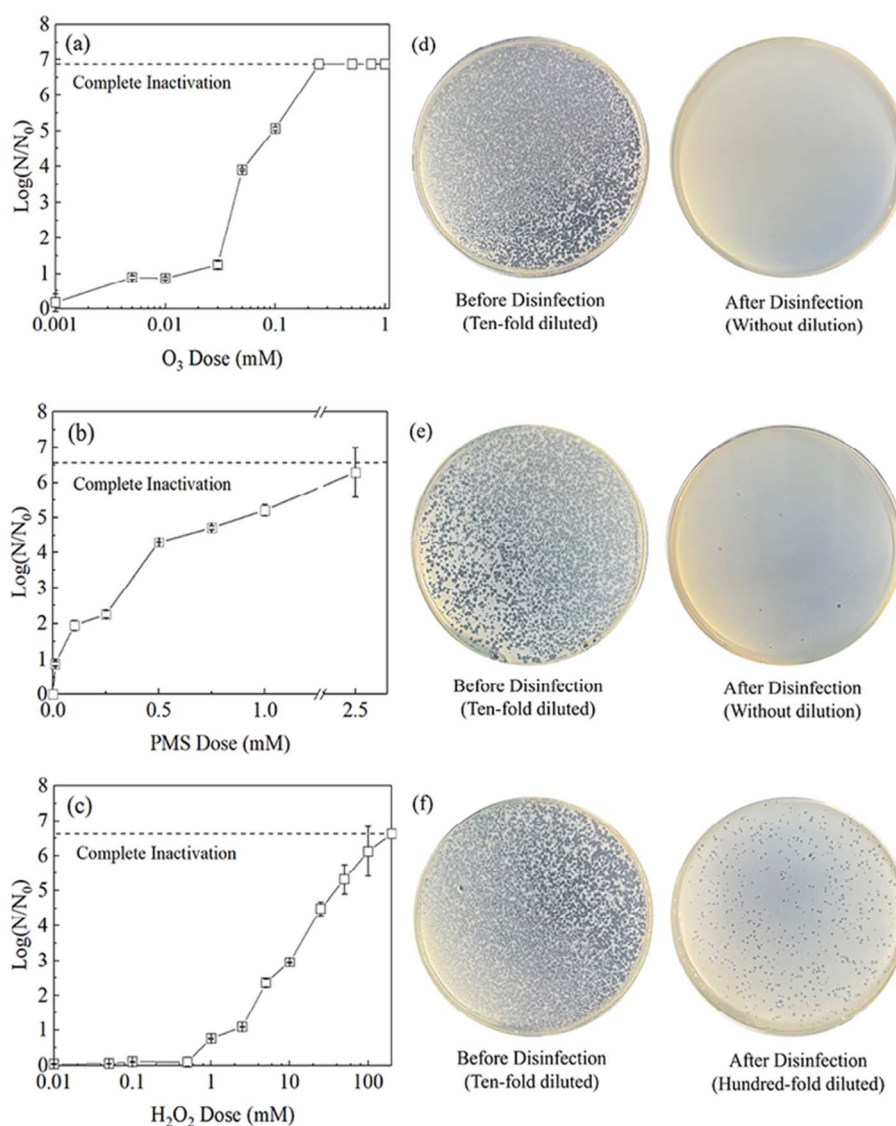 (a)
8
7
6
5
4
3
2
1
0
Complete Inactivation
Log(N/N₀)
0.001 0.01 0.1 1
O₃ Dose (mM)
(d)
Before Disinfection
(Ten-fold diluted)
After Disinfection
(Without dilution)
(b)
8
7
6
5
4
3
2
1
0
Complete Inactivation
Log(N/N₀)
0.0 0.5 1.0 2.5
PMS Dose (mM)
(e)
Before Disinfection
(Ten-fold diluted)
After Disinfection
(Without dilution)
(c)
8
7
6
5
4
3
2
1
0
Complete Inactivation
Log(N/N₀)
0.01 0.1 1 10 100
H₂O₂ Dose (mM)
(f)
Before Disinfection
(Ten-fold diluted)
After Disinfection
(Hundred-fold diluted)